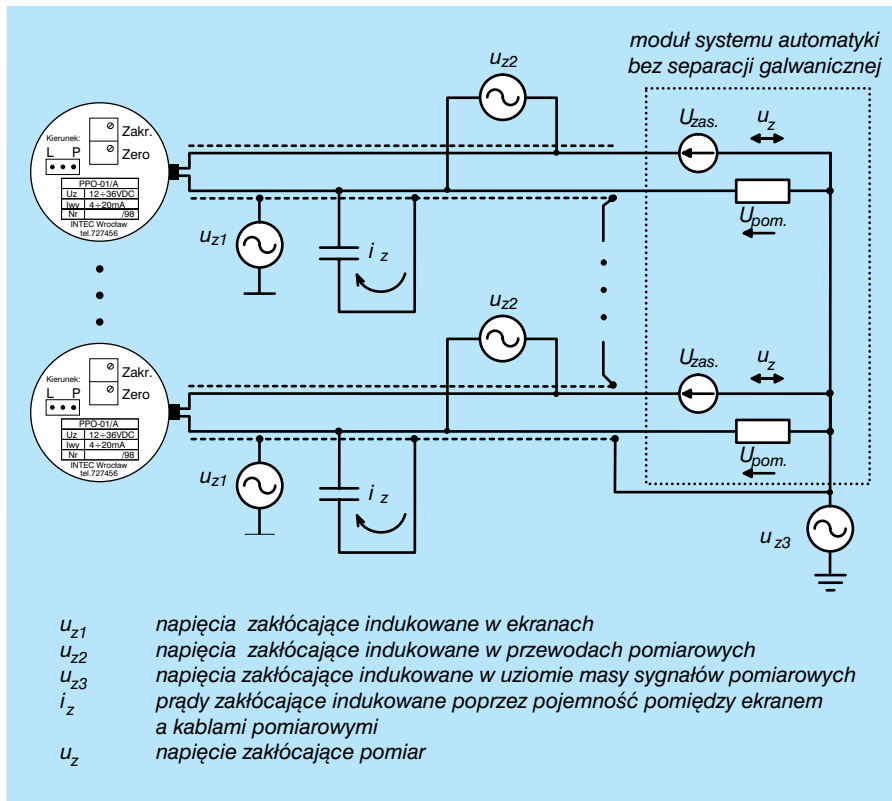 moduł systemu automatyki
bez separacji galwanicznej
uz2
Uzas.
uz
Kierunek:
L P
Zakr.
Zero
PPO-01/A
Uz 12÷36VDC
Iwy 4÷20mA
Nr /98
INTEC Wrocław
tel.727456
uz1
iz
Upom.
uz2
Uzas.
uz
Kierunek:
L P
Zakr.
Zero
PPO-01/A
Uz 12÷36VDC
Iwy 4÷20mA
Nr /98
INTEC Wrocław
tel.727456
uz1
iz
Upom.
uz3
uz1 napięcia zakłócające indukowane w ekranach
uz2 napięcia zakłócające indukowane w przewodach pomiarowych
uz3 napięcia zakłócające indukowane w uziomie masy sygnałów pomiarowych
iz prądy zakłócające indukowane poprzez pojemność pomiędzy ekranem
a kablami pomiarowymi
uz napięcie zakłócające pomiar